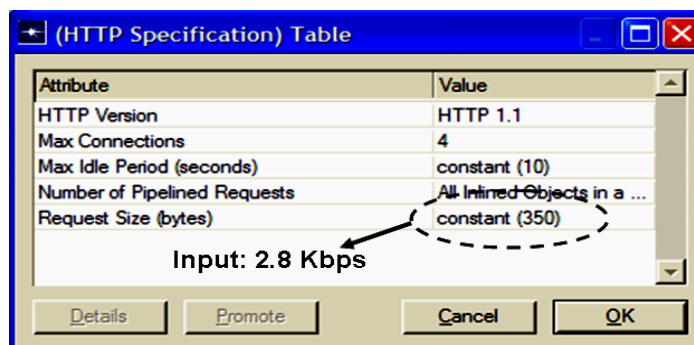 (HTTP Specification) Table
Attribute Value
HTTP Version HTTP 1.1
Max Connections 4
Max Idle Period (seconds) constant (10)
Number of Pipelined Requests All Inlined Objects in a ...
Request Size (bytes) constant (350)
Input: 2.8 Kbps
Details Promote Cancel OK